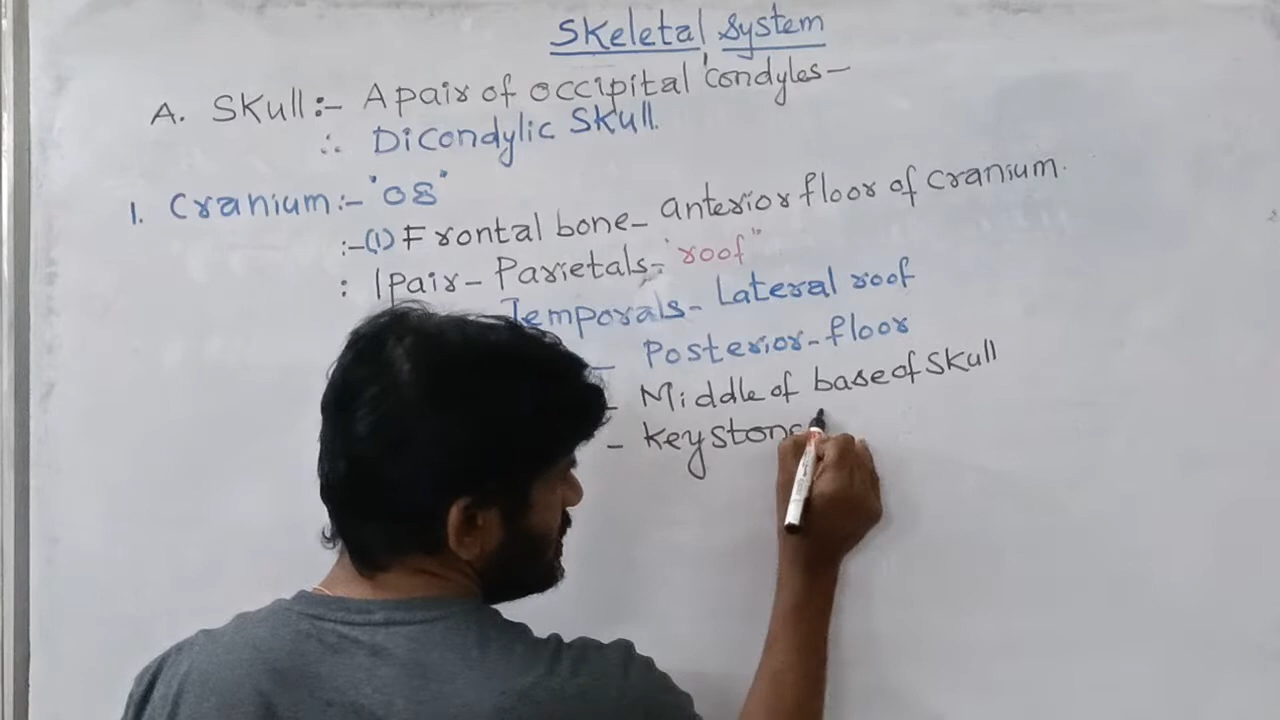 Skeletal System
A. Skull:- A pair of occipital condyles-
∴ Dicondylic Skull.
1. Cranium:- "08"
:-(1) Frontal bone- anterior floor of cranium.
: 1 pair- Parietals- "roof"
Temporals- Lateral roof
- Posterior-floor
- Middle of base of Skull
- Keystone